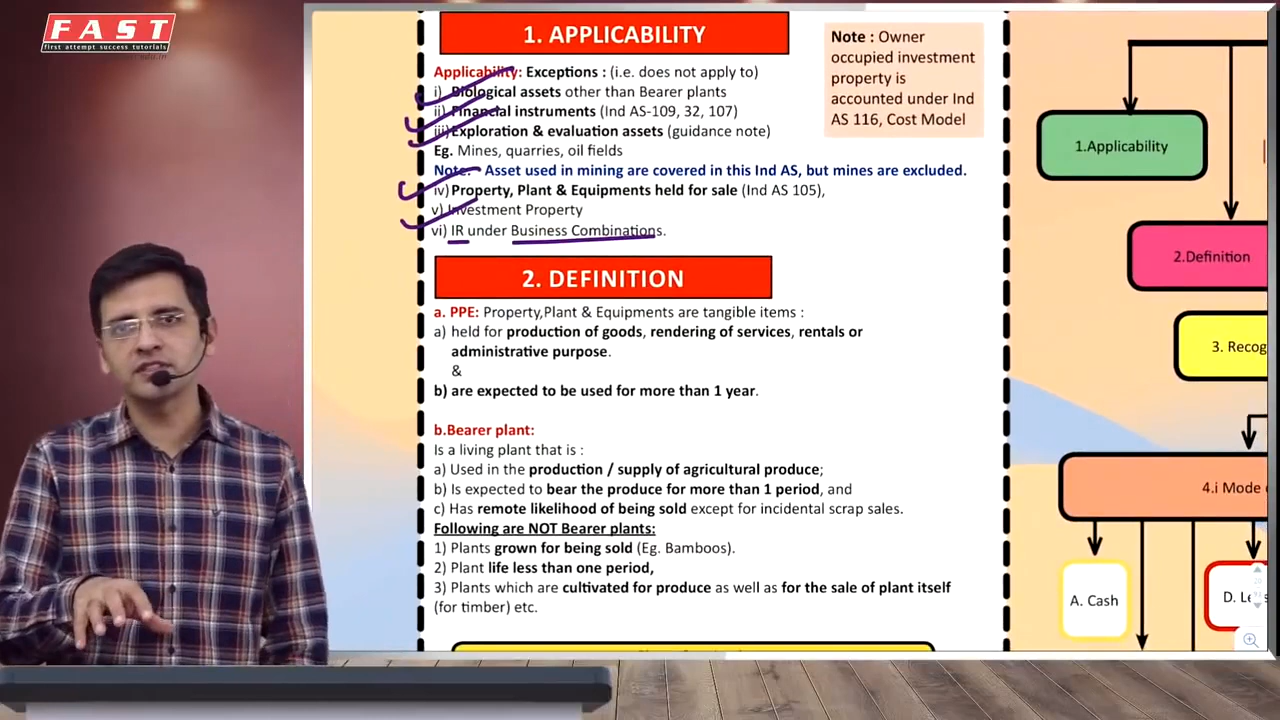 FAST
first attempt success tutorials
1. APPLICABILITY
Applicability: Exceptions : (i.e. does not apply to)
i) Biological assets other than Bearer plants
ii) Financial instruments (Ind AS-109, 32, 107)
iii) Exploration & evaluation assets (guidance note)
Eg. Mines, quarries, oil fields
Note:- Asset used in mining are covered in this Ind AS, but mines are excluded.
iv) Property, Plant & Equipments held for sale (Ind AS 105),
v) Investment Property
vi) IR under Business Combinations.
Note : Owner
occupied investment
property is
accounted under Ind
AS 116, Cost Model
2. DEFINITION
a. PPE: Property,Plant & Equipments are tangible items :
a) held for production of goods, rendering of services, rentals or
administrative purpose.
&
b) are expected to be used for more than 1 year.
b.Bearer plant:
Is a living plant that is :
a) Used in the production / supply of agricultural produce;
b) Is expected to bear the produce for more than 1 period, and
c) Has remote likelihood of being sold except for incidental scrap sales.
Following are NOT Bearer plants:
1) Plants grown for being sold (Eg. Bamboos).
2) Plant life less than one period,
3) Plants which are cultivated for produce as well as for the sale of plant itself
(for timber) etc.
1.Applicability
2.Definition
3. Recog
4.i Mode
A. Cash